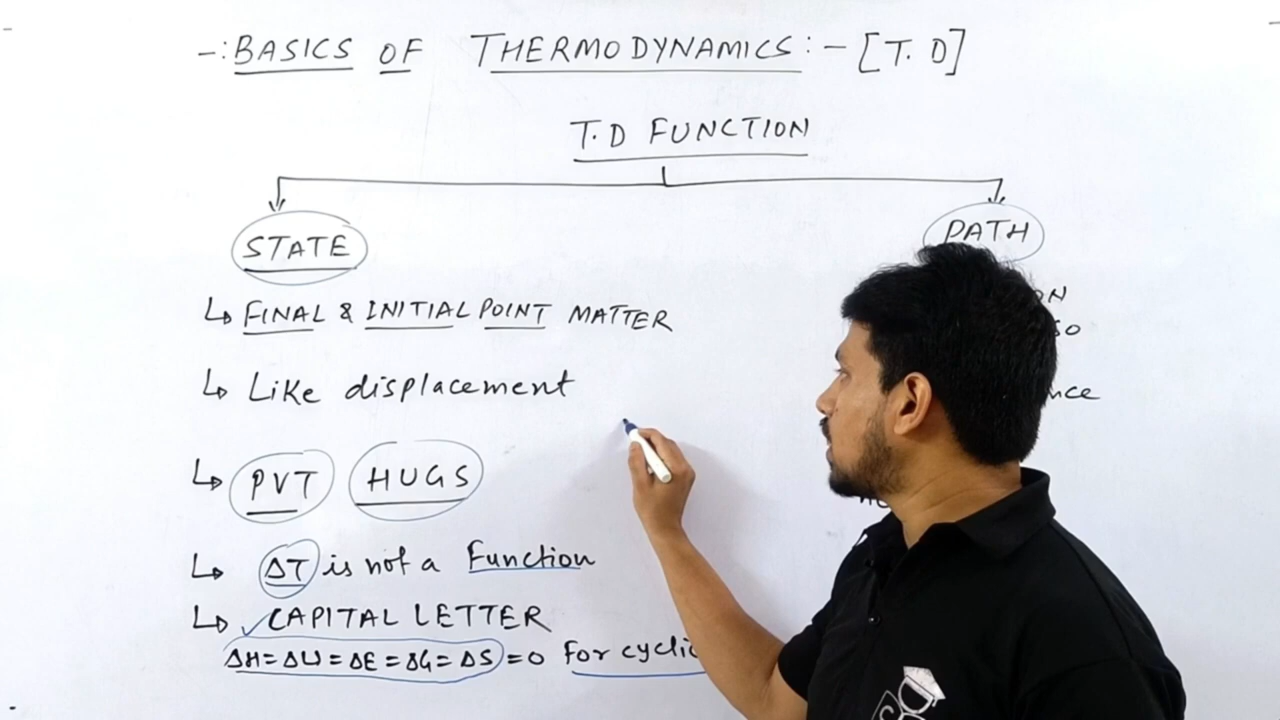 -: BASICS OF THERMODYNAMICS :- [T.D]
T.D FUNCTION
STATE
PATH
↳ FINAL & INITIAL POINT MATTER
↳ Like displacement
↳ PVT HUGS
↳ ΔT is not a Function
↳ ✓CAPITAL LETTER
ΔH=ΔU=ΔE=ΔG=ΔS=0 for cyclic